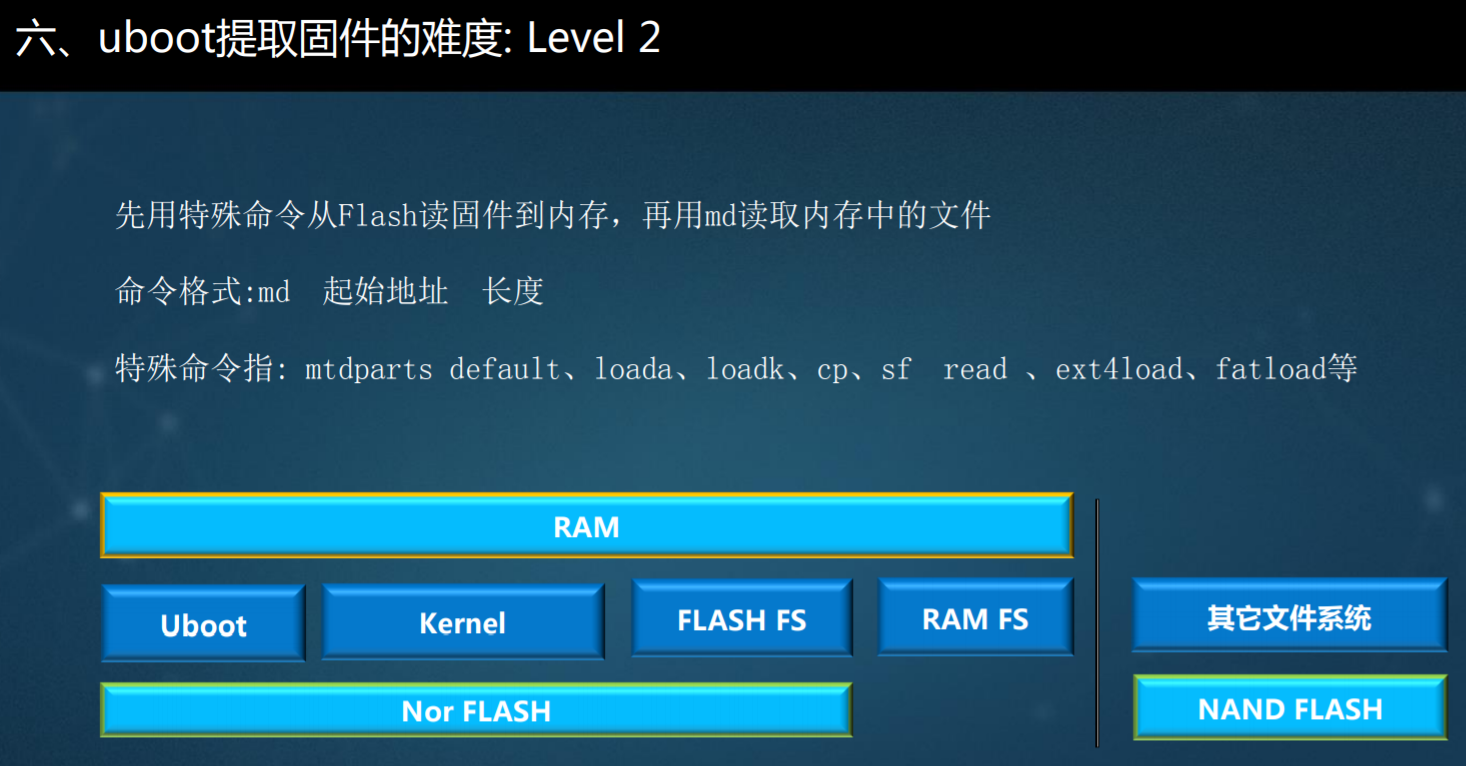 六、uboot提取固件的难度: Level 2
先用特殊命令从Flash读固件到内存，再用md读取内存中的文件
命令格式:md 起始地址 长度
特殊命令指: mtdparts default、loada、loadk、cp、sf read 、ext4load、fatload等
RAM
Uboot
Kernel
FLASH FS
RAM FS
其它文件系统
Nor FLASH
NAND FLASH